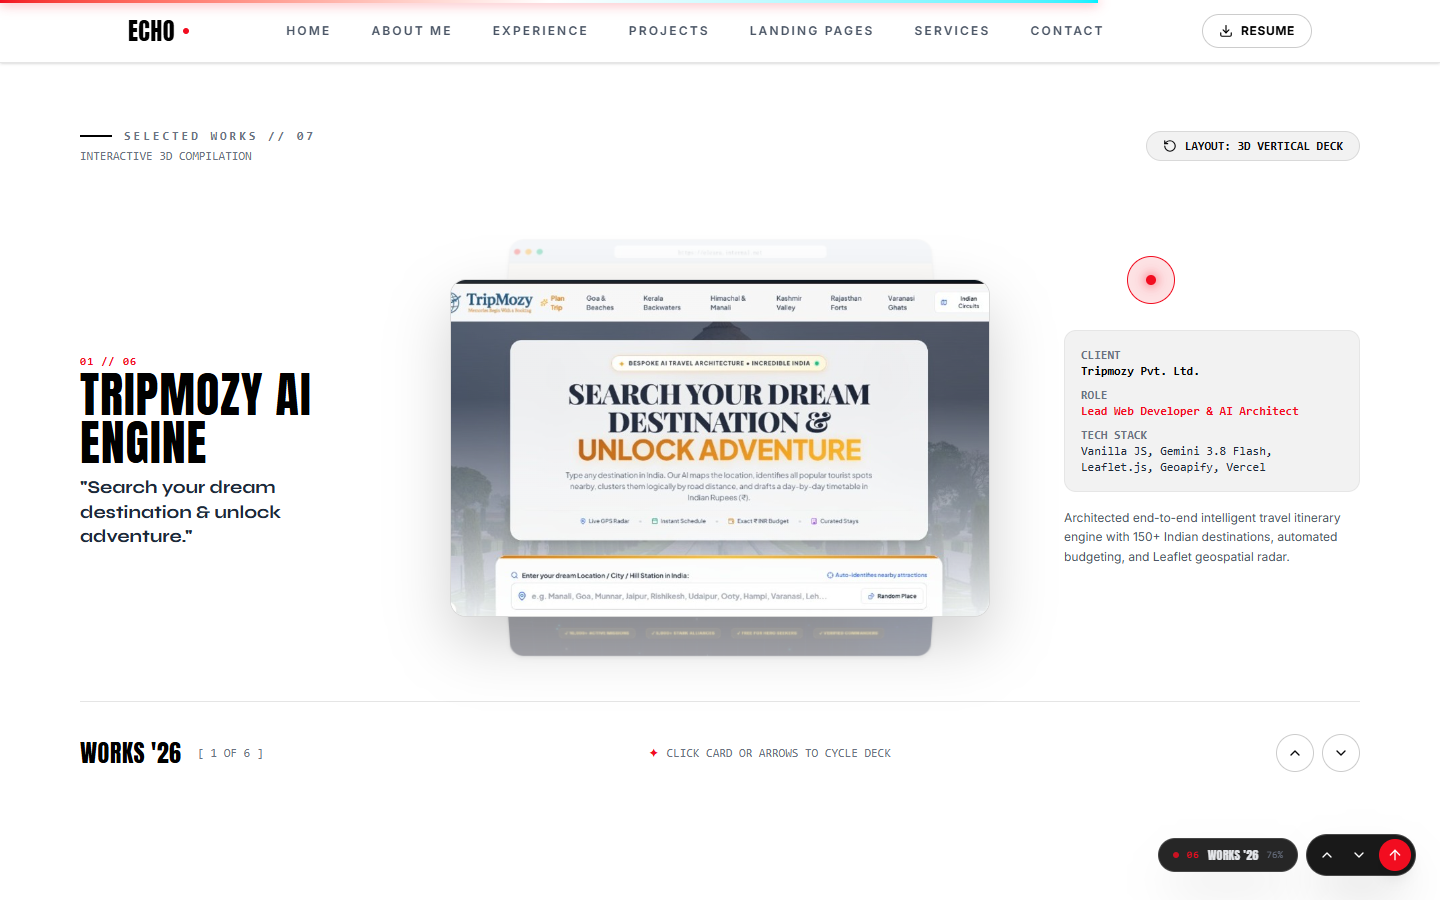 ECHO
HOME
ABOUT ME
EXPERIENCE
PROJECTS
LANDING PAGES
SERVICES
CONTACT
RESUME
SELECTED WORKS // 07
INTERACTIVE 3D COMPILATION
LAYOUT: 3D VERTICAL DECK
01 // 06
TRIPMOZY AI
ENGINE
"Search your dream
destination & unlock
adventure."
TripMozy
Memories Begin With a Booking
Plan
Trip
Goa &
Beaches
Kerala
Backwaters
Himachal &
Manali
Kashmir
Valley
Rajasthan
Forts
Varanasi
Ghats
Indian
Circuits
BESPOKE AI TRAVEL ARCHITECTURE • INCREDIBLE INDIA
SEARCH YOUR DREAM
DESTINATION &
UNLOCK ADVENTURE
Type any destination in India. Our AI maps the location, identifies all popular tourist spots
nearby, clusters them logically by road distance, and drafts a day-by-day timetable in
Indian Rupees (₹).
Live GPS Radar
Instant Schedule
Exact ₹ INR Budget
Curated Stays
Enter your dream Location / City / Hill Station in India:
Auto-identifies nearby attractions
e.g. Manali, Goa, Munnar, Jaipur, Rishikesh, Udaipur, Ooty, Hampi, Varanasi, Leh...
Random Place
CLIENT
Tripmozy Pvt. Ltd.
ROLE
Lead Web Developer & AI Architect
TECH STACK
Vanilla JS, Gemini 3.8 Flash,
Leaflet.js, Geoapify, Vercel
Architected end-to-end intelligent travel itinerary
engine with 150+ Indian destinations, automated
budgeting, and Leaflet geospatial radar.
WORKS '26
[ 1 OF 6 ]
CLICK CARD OR ARROWS TO CYCLE DECK
06 WORKS '26 76%